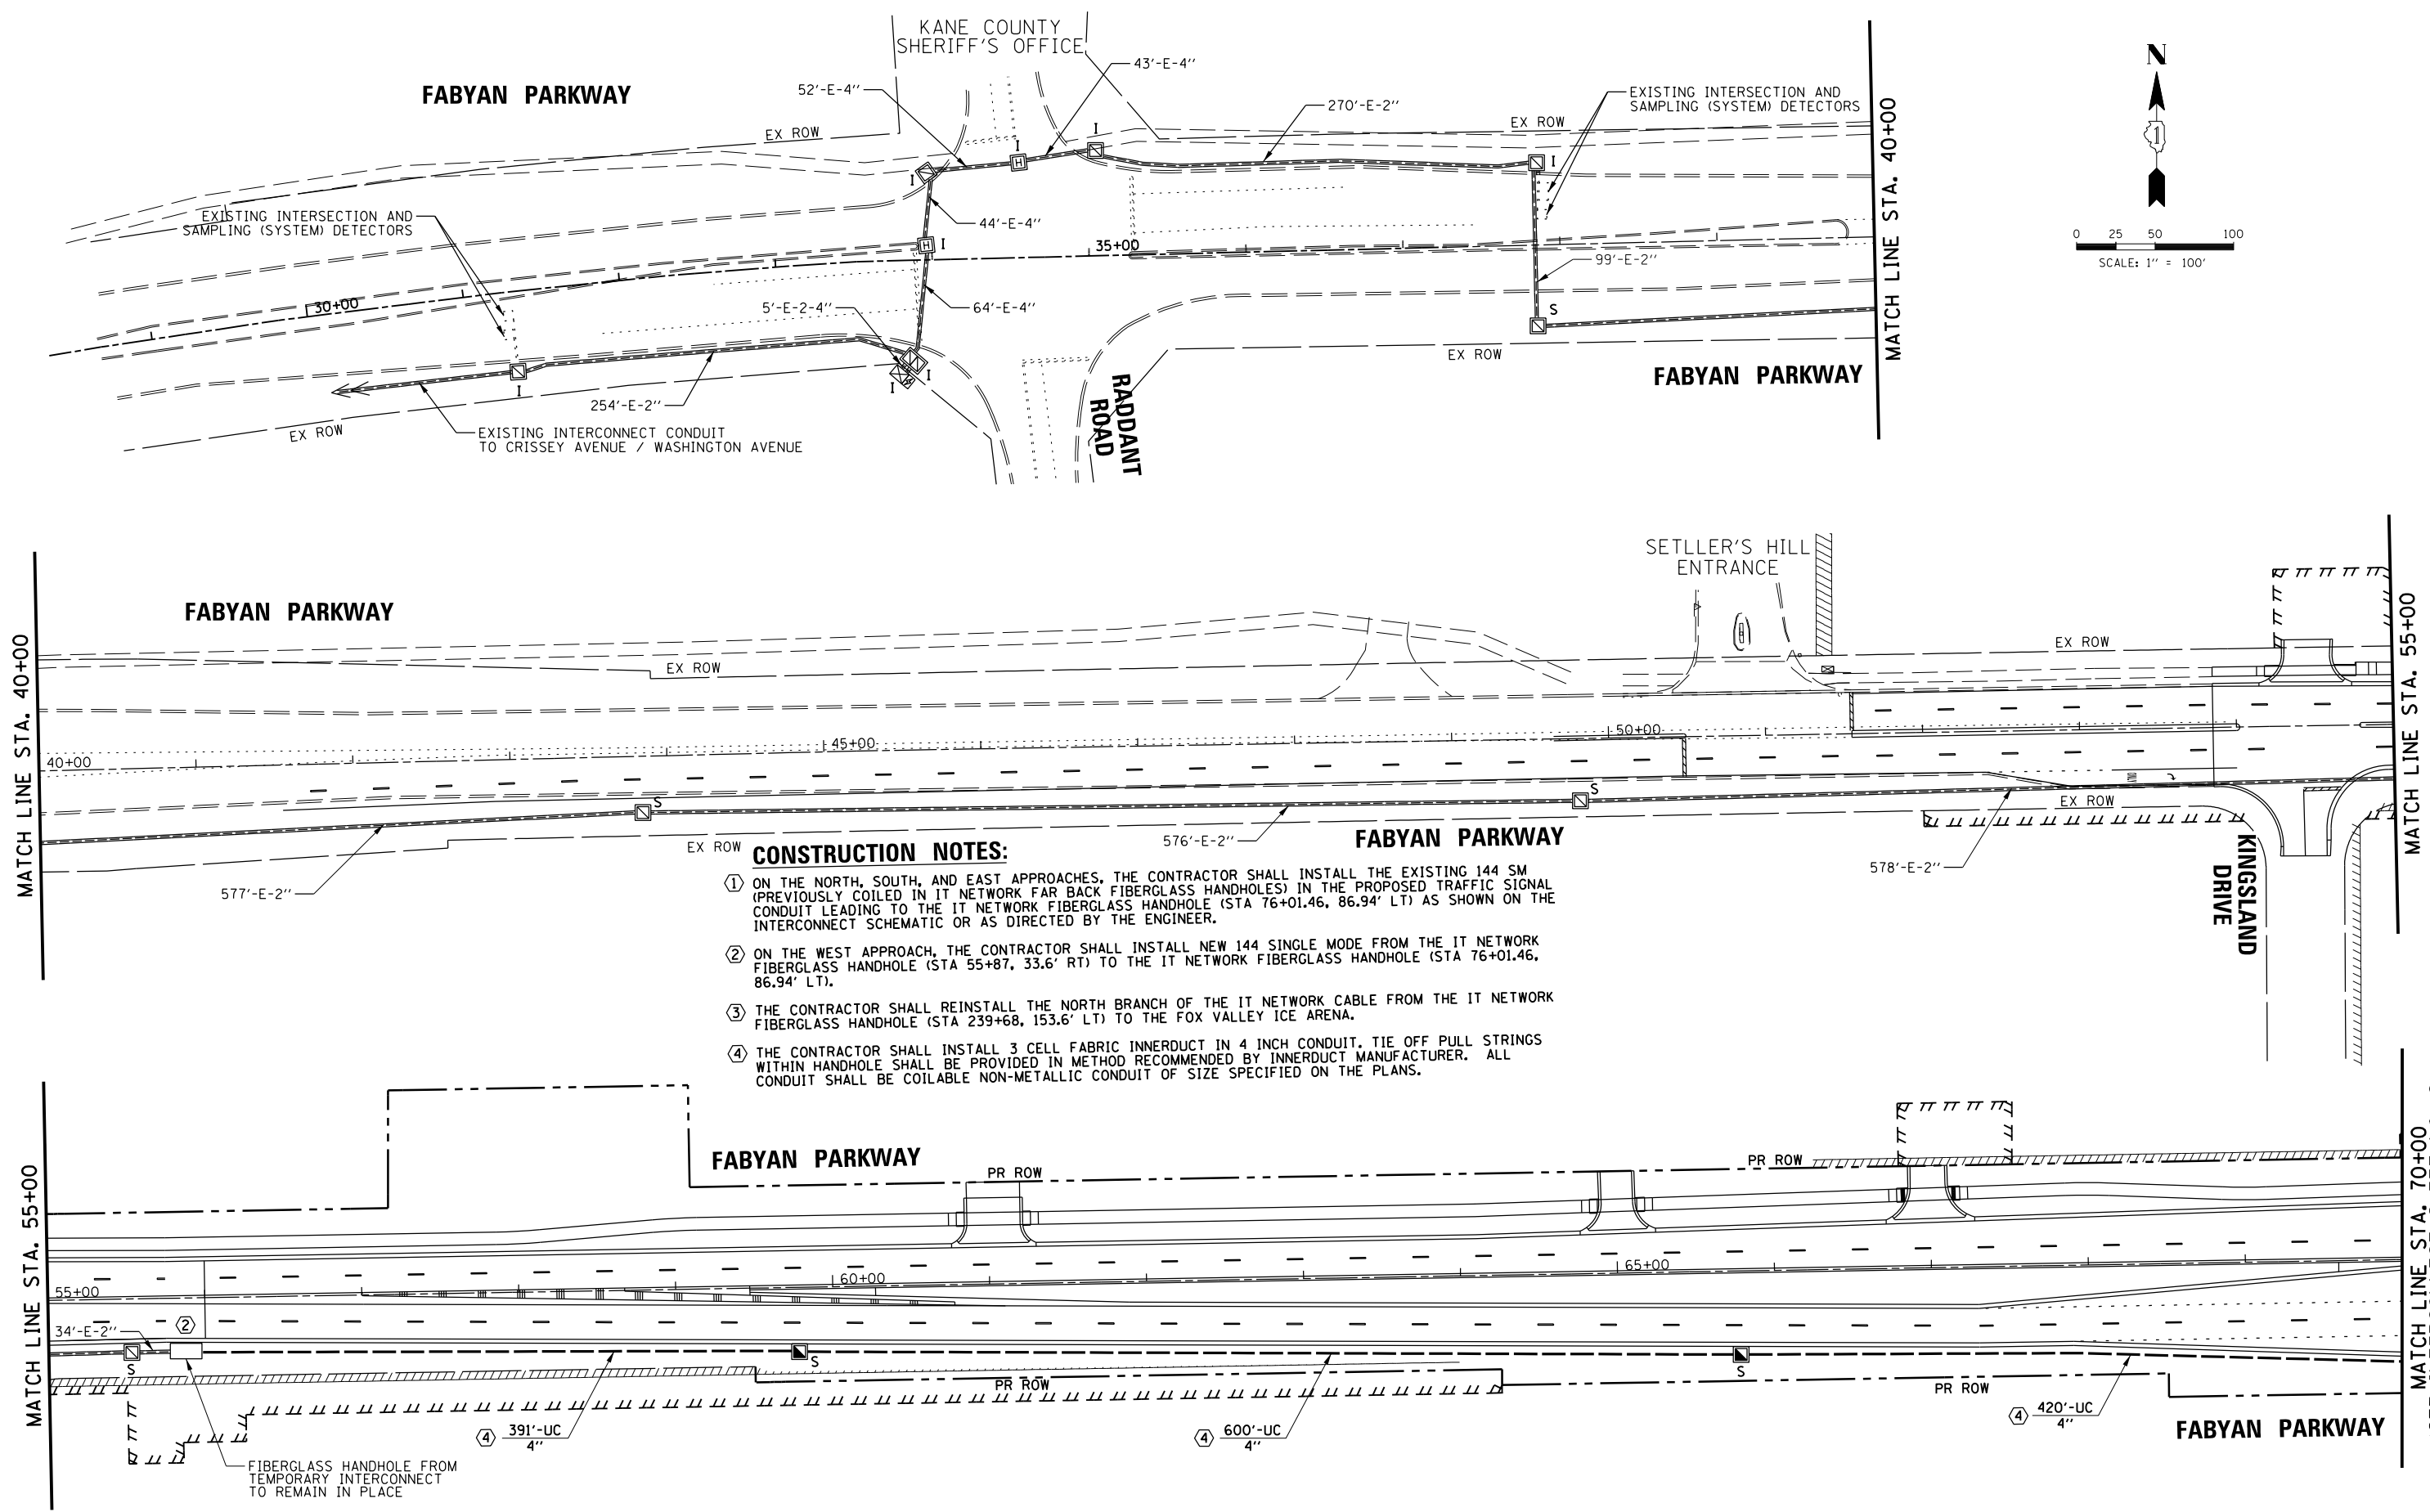 KANE COUNTY
SHERIFF'S OFFICE
FABYAN PARKWAY
52'-E-4''
43'-E-4''
270'-E-2''
EXISTING INTERSECTION AND
SAMPLING (SYSTEM) DETECTORS
EX ROW
EX ROW
I
I
I
I
EXISTING INTERSECTION AND
SAMPLING (SYSTEM) DETECTORS
44'-E-4''
H
H
I
35+00
99'-E-2''
30+00
5'-E-2-4''
64'-E-4''
S
EX ROW
I
I
I
254'-E-2''
EX ROW
EXISTING INTERCONNECT CONDUIT
TO CRISSEY AVENUE / WASHINGTON AVENUE
RADDANT
ROAD
FABYAN PARKWAY
MATCH LINE STA. 40+00
N
1
0 25 50 100
SCALE: 1'' = 100'
SETLLER'S HILL
ENTRANCE
FABYAN PARKWAY
MATCH LINE STA. 40+00
EX ROW
EX ROW
40+00
45+00
50+00
S
S
EX ROW
577'-E-2''
EX ROW
576'-E-2''
FABYAN PARKWAY
578'-E-2''
KINGSLAND
DRIVE
MATCH LINE STA. 55+00
CONSTRUCTION NOTES:
1 ON THE NORTH, SOUTH, AND EAST APPROACHES, THE CONTRACTOR SHALL INSTALL THE EXISTING 144 SM
(PREVIOUSLY COILED IN IT NETWORK FAR BACK FIBERGLASS HANDHOLES) IN THE PROPOSED TRAFFIC SIGNAL
CONDUIT LEADING TO THE IT NETWORK FIBERGLASS HANDHOLE (STA 76+01.46, 86.94' LT) AS SHOWN ON THE
INTERCONNECT SCHEMATIC OR AS DIRECTED BY THE ENGINEER.
2 ON THE WEST APPROACH, THE CONTRACTOR SHALL INSTALL NEW 144 SINGLE MODE FROM THE IT NETWORK
FIBERGLASS HANDHOLE (STA 55+87, 33.6' RT) TO THE IT NETWORK FIBERGLASS HANDHOLE (STA 76+01.46,
86.94' LT).
3 THE CONTRACTOR SHALL REINSTALL THE NORTH BRANCH OF THE IT NETWORK CABLE FROM THE IT NETWORK
FIBERGLASS HANDHOLE (STA 239+68, 153.6' LT) TO THE FOX VALLEY ICE ARENA.
4 THE CONTRACTOR SHALL INSTALL 3 CELL FABRIC INNERDUCT IN 4 INCH CONDUIT. TIE OFF PULL STRINGS
WITHIN HANDHOLE SHALL BE PROVIDED IN METHOD RECOMMENDED BY INNERDUCT MANUFACTURER. ALL
CONDUIT SHALL BE COILABLE NON-METALLIC CONDUIT OF SIZE SPECIFIED ON THE PLANS.
FABYAN PARKWAY
PR ROW
PR ROW
MATCH LINE STA. 55+00
55+00
60+00
65+00
34'-E-2''
2
S
S
S
PR ROW
PR ROW
4 391'-UC
4''
4 600'-UC
4''
4 420'-UC
4''
FABYAN PARKWAY
FIBERGLASS HANDHOLE FROM
TEMPORARY INTERCONNECT
TO REMAIN IN PLACE
MATCH LINE STA. 70+00